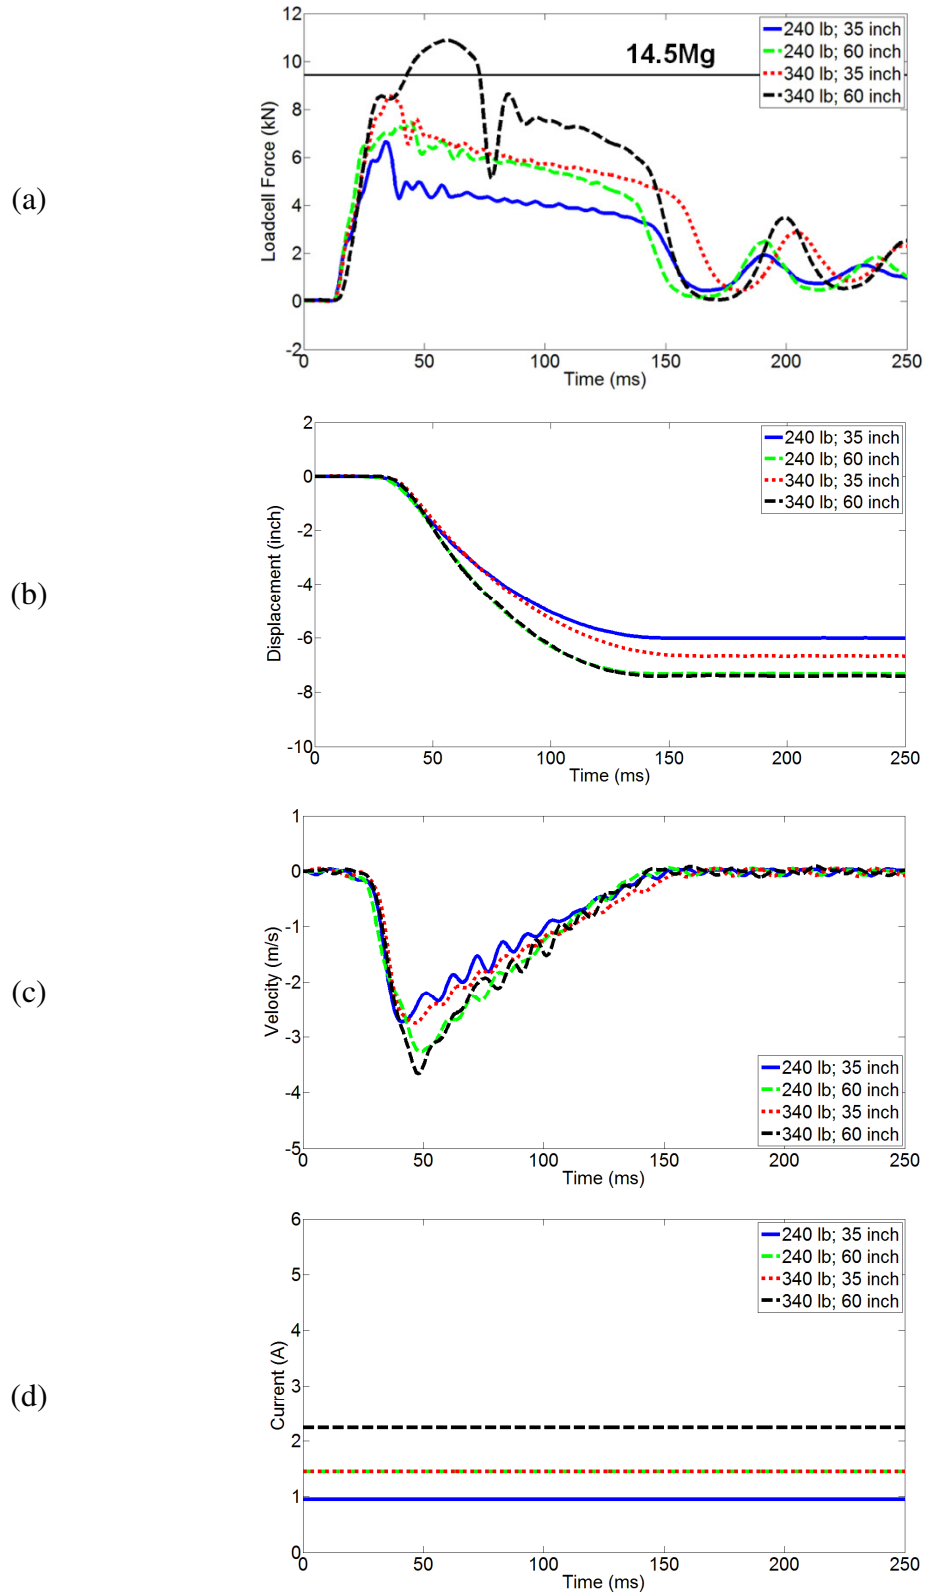 (a)
Loadcell Force (kN)
12
10
8
6
4
2
0
-2
14.5Mg
240 lb; 35 inch
240 lb; 60 inch
340 lb; 35 inch
340 lb; 60 inch
0 50 100 150 200 250
Time (ms)
(b)
Displacement (inch)
2
0
-2
-4
-6
-8
-10
240 lb; 35 inch
240 lb; 60 inch
340 lb; 35 inch
340 lb; 60 inch
50 100 150 200 250
Time (ms)
(c)
Velocity (m/s)
1
0
-1
-2
-3
-4
-5
240 lb; 35 inch
240 lb; 60 inch
340 lb; 35 inch
340 lb; 60 inch
0 50 100 150 200 250
Time (ms)
(d)
Current (A)
6
5
4
3
2
1
0
240 lb; 35 inch
240 lb; 60 inch
340 lb; 35 inch
340 lb; 60 inch
0 50 100 150 200 250
Time (ms)